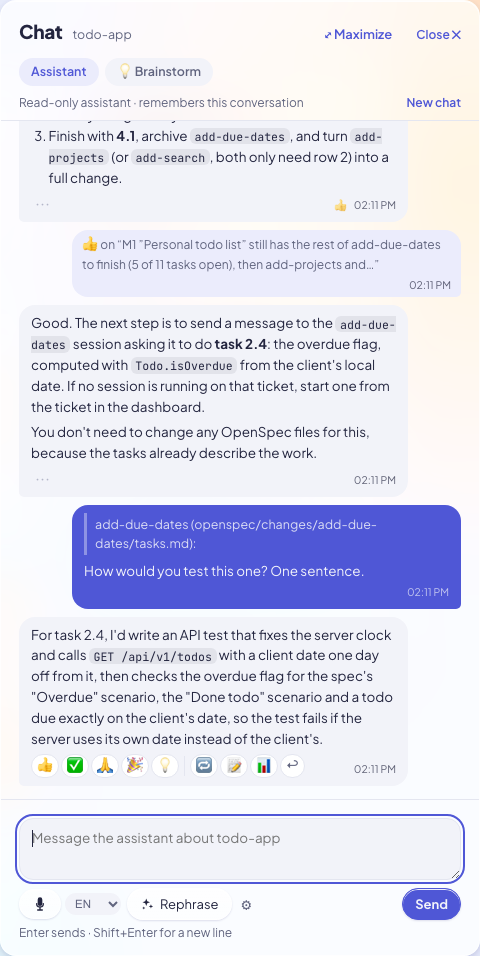 Chat todo-app
Maximize Close
Assistant Brainstorm
Read-only assistant · remembers this conversation New chat
3. Finish with 4.1, archive add-due-dates, and turn add-
projects (or add-search, both only need row 2) into a
full change.
... 02:11 PM
on “M1 "Personal todo list” still has the rest of add-due-dates
to finish (5 of 11 tasks open), then add-projects and…”
02:11 PM
Good. The next step is to send a message to the add-due-
dates session asking it to do task 2.4: the overdue flag,
computed with Todo.isOverdue from the client's local
date. If no session is running on that ticket, start one from
the ticket in the dashboard.
You don't need to change any OpenSpec files for this,
because the tasks already describe the work.
... 02:11 PM
add-due-dates (openspec/changes/add-due-
dates/tasks.md):
How would you test this one? One sentence.
02:11 PM
For task 2.4, I'd write an API test that fixes the server clock
and calls GET /api/v1/todos with a client date one day
off from it, then checks the overdue flag for the spec's
"Overdue" scenario, the "Done todo" scenario and a todo
due exactly on the client's date, so the test fails if the
server uses its own date instead of the client's.
02:11 PM
Message the assistant about todo-app
EN Rephrase Send
Enter sends · Shift+Enter for a new line